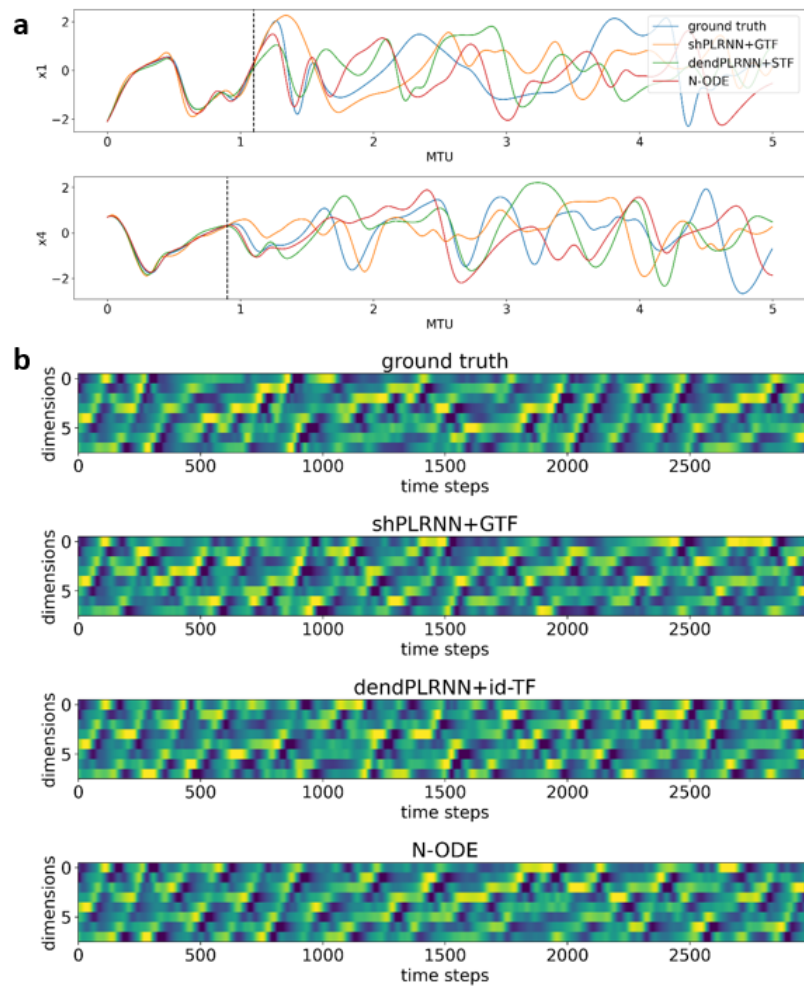 a
2
0
−2
x1
0 1 2 3 4 5
MTU
ground truth
shPLRNN+GTF
dendPLRNN+STF
N-ODE
2
0
−2
x4
0 1 2 3 4 5
MTU
b
ground truth
dimensions
0
5
0 500 1000 1500 2000 2500
time steps
shPLRNN+GTF
dimensions
0
5
0 500 1000 1500 2000 2500
time steps
dendPLRNN+id-TF
dimensions
0
5
0 500 1000 1500 2000 2500
time steps
N-ODE
dimensions
0
5
0 500 1000 1500 2000 2500
time steps